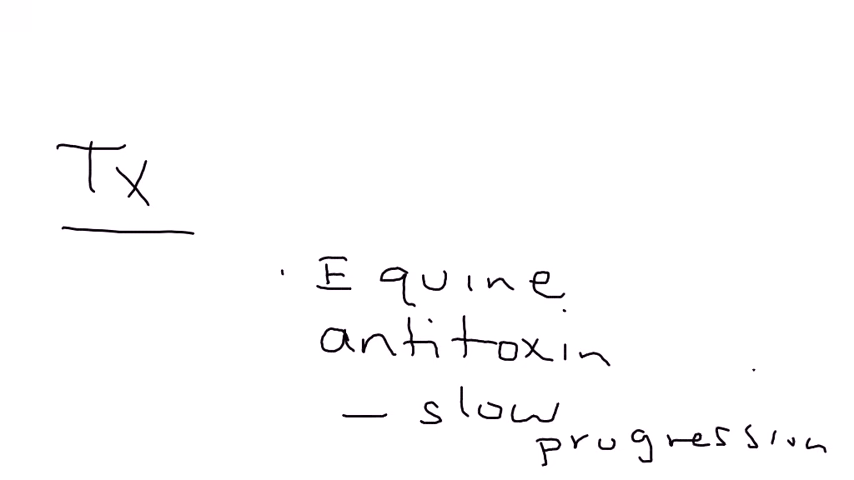 Tx
· Equine
antitoxin
— slow
progression